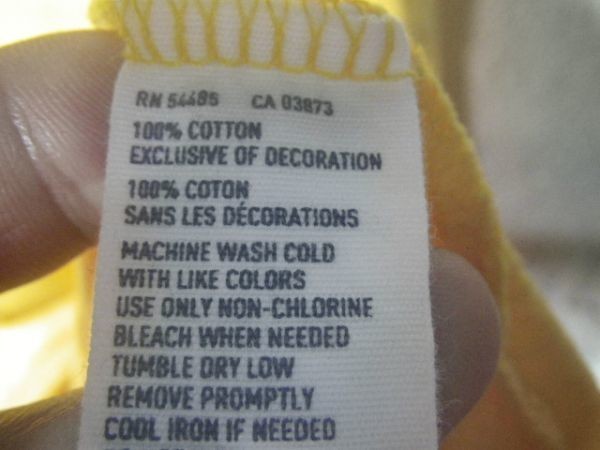 RN 54485 CA 03873
100% COTTON
EXCLUSIVE OF DECORATION
100% COTON
SANS LES DÉCORATIONS
MACHINE WASH COLD
WITH LIKE COLORS
USE ONLY NON-CHLORINE
BLEACH WHEN NEEDED
TUMBLE DRY LOW
REMOVE PROMPTLY
COOL IRON IF NEEDED